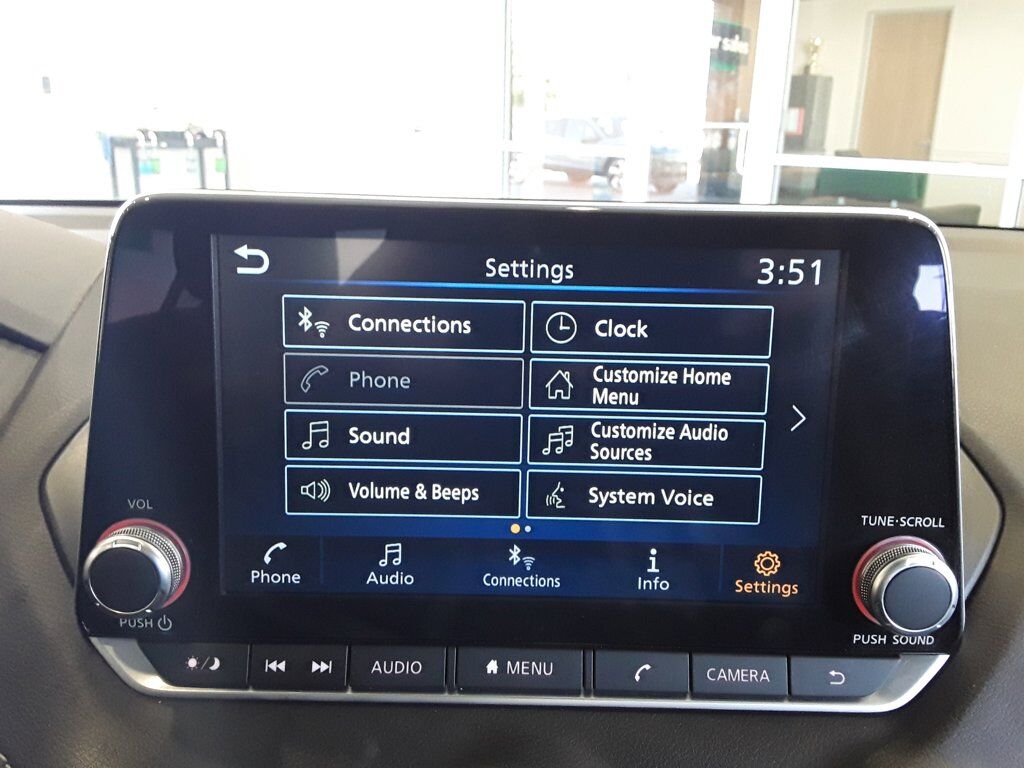 Settings
3:51
Connections
Clock
Phone
Customize Home
Menu
Sound
Customize Audio
Sources
Volume & Beeps
System Voice
Phone
Audio
Connections
Info
Settings
VOL
PUSH
TUNE·SCROLL
PUSH SOUND
AUDIO
MENU
CAMERA